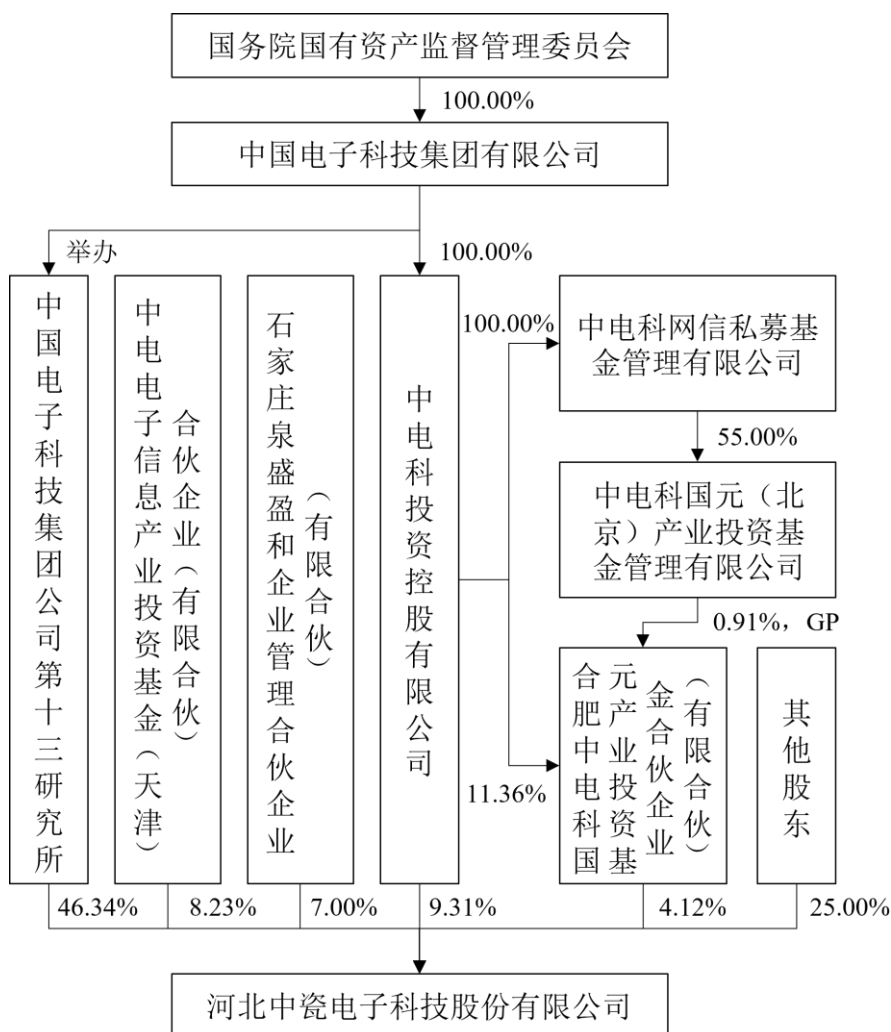 国务院国有资产监督管理委员会
100.00%
中国电子科技集团有限公司
举办
100.00%
中国电子科技集团公司第十三研究所
中电电子信息产业投资基金（天津）
合伙企业（有限合伙）
石家庄泉盛盈和企业管理合伙企业
（有限合伙）
中电科投资控股有限公司
100.00%
中电科网信私募基
金管理有限公司
55.00%
中电科国元（北
京）产业投资基
金管理有限公司
0.91%，GP
11.36%
合肥中电科国
元产业投资基
金合伙企业
（有限合伙）
其他股东
46.34%
8.23%
7.00%
9.31%
4.12%
25.00%
河北中瓷电子科技股份有限公司